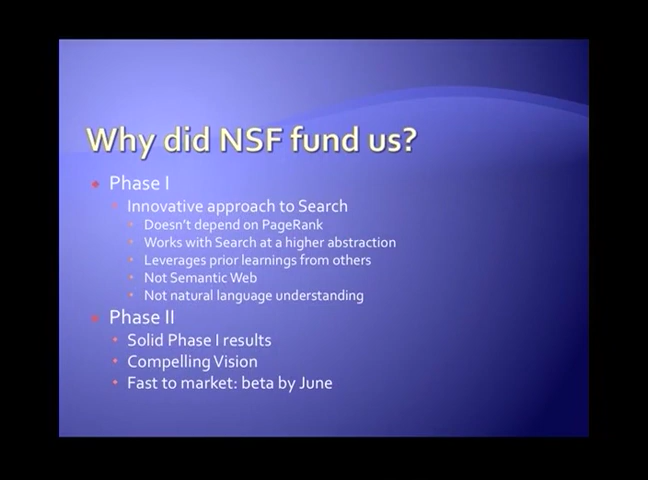 Why did NSF fund us?
Phase I
Innovative approach to Search
Doesn't depend on PageRank
Works with Search at a higher abstraction
Leverages prior learnings from others
Not Semantic Web
Not natural language understanding
Phase II
Solid Phase I results
Compelling Vision
Fast to market: beta by June